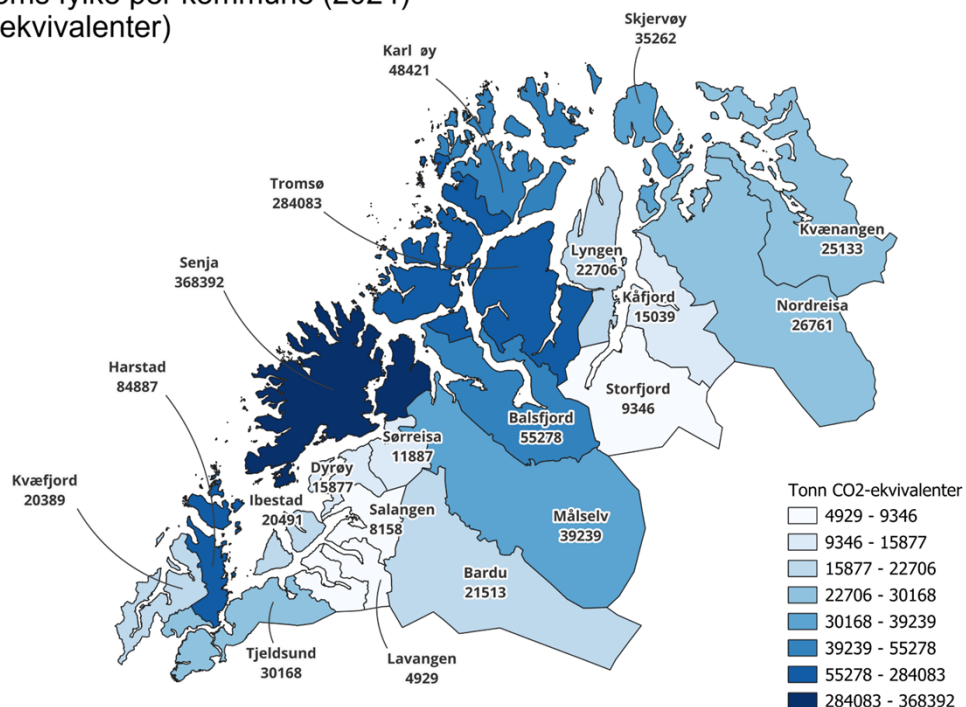 ekvivalenter)
Skjervøy
35262
Karl øy
48421
Tromsø
284083
Senja
368392
Harstad
84887
Kvæfjord
20389
Lyngen
22706
Kvænangen
25133
Kåfjord
15039
Nordreisa
26761
Storfjord
9346
Balsfjord
55278
Sørreisa
11887
Dyrøy
15877
Ibestad
20491
Salangen
8158
Målselv
39239
Bardu
21513
Tjeldsund
30168
Lavangen
4929
Tonn CO2-ekvivalenter
4929 - 9346
9346 - 15877
15877 - 22706
22706 - 30168
30168 - 39239
39239 - 55278
55278 - 284083
284083 - 368392